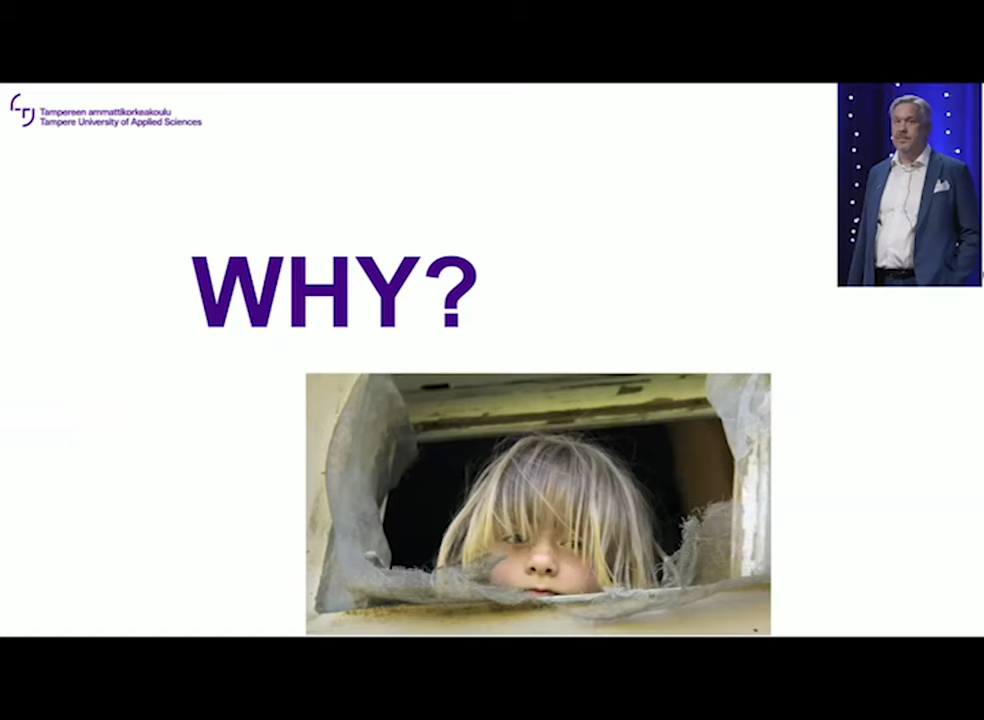 Tampereen ammattikorkeakoulu
Tampere University of Applied Sciences
WHY?